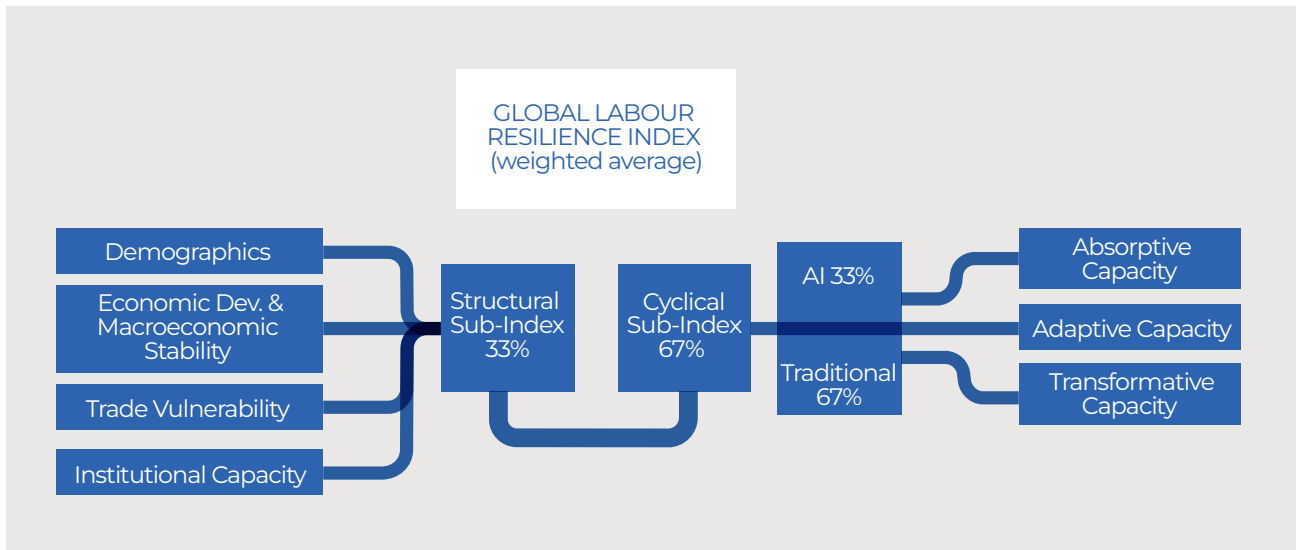 GLOBAL LABOUR
RESILIENCE INDEX
(weighted average)
Demographics
Economic Dev. &
Macroeconomic
Stability
Trade Vulnerability
Institutional Capacity
Structural
Sub-Index
33%
Cyclical
Sub-Index
67%
AI 33%
Traditional
67%
Absorptive
Capacity
Adaptive Capacity
Transformative
Capacity